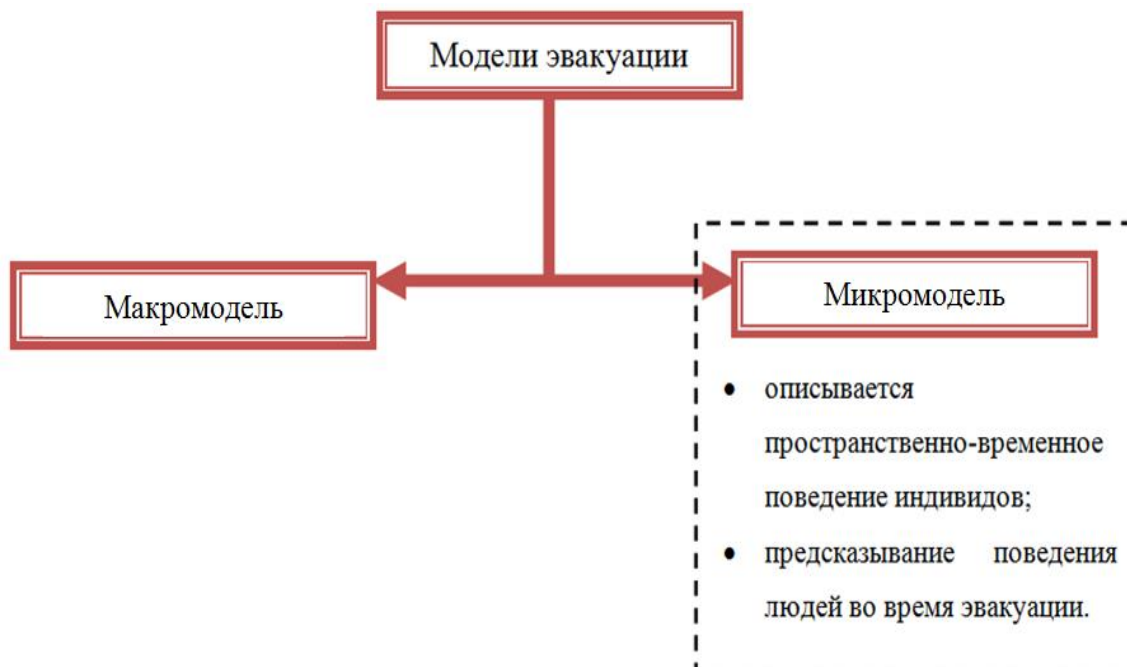 Модели эвакуации
Макромодель
Микромодель
• описывается
пространственно-временное
поведение индивидов;
• предсказывание поведения
людей во время эвакуации.